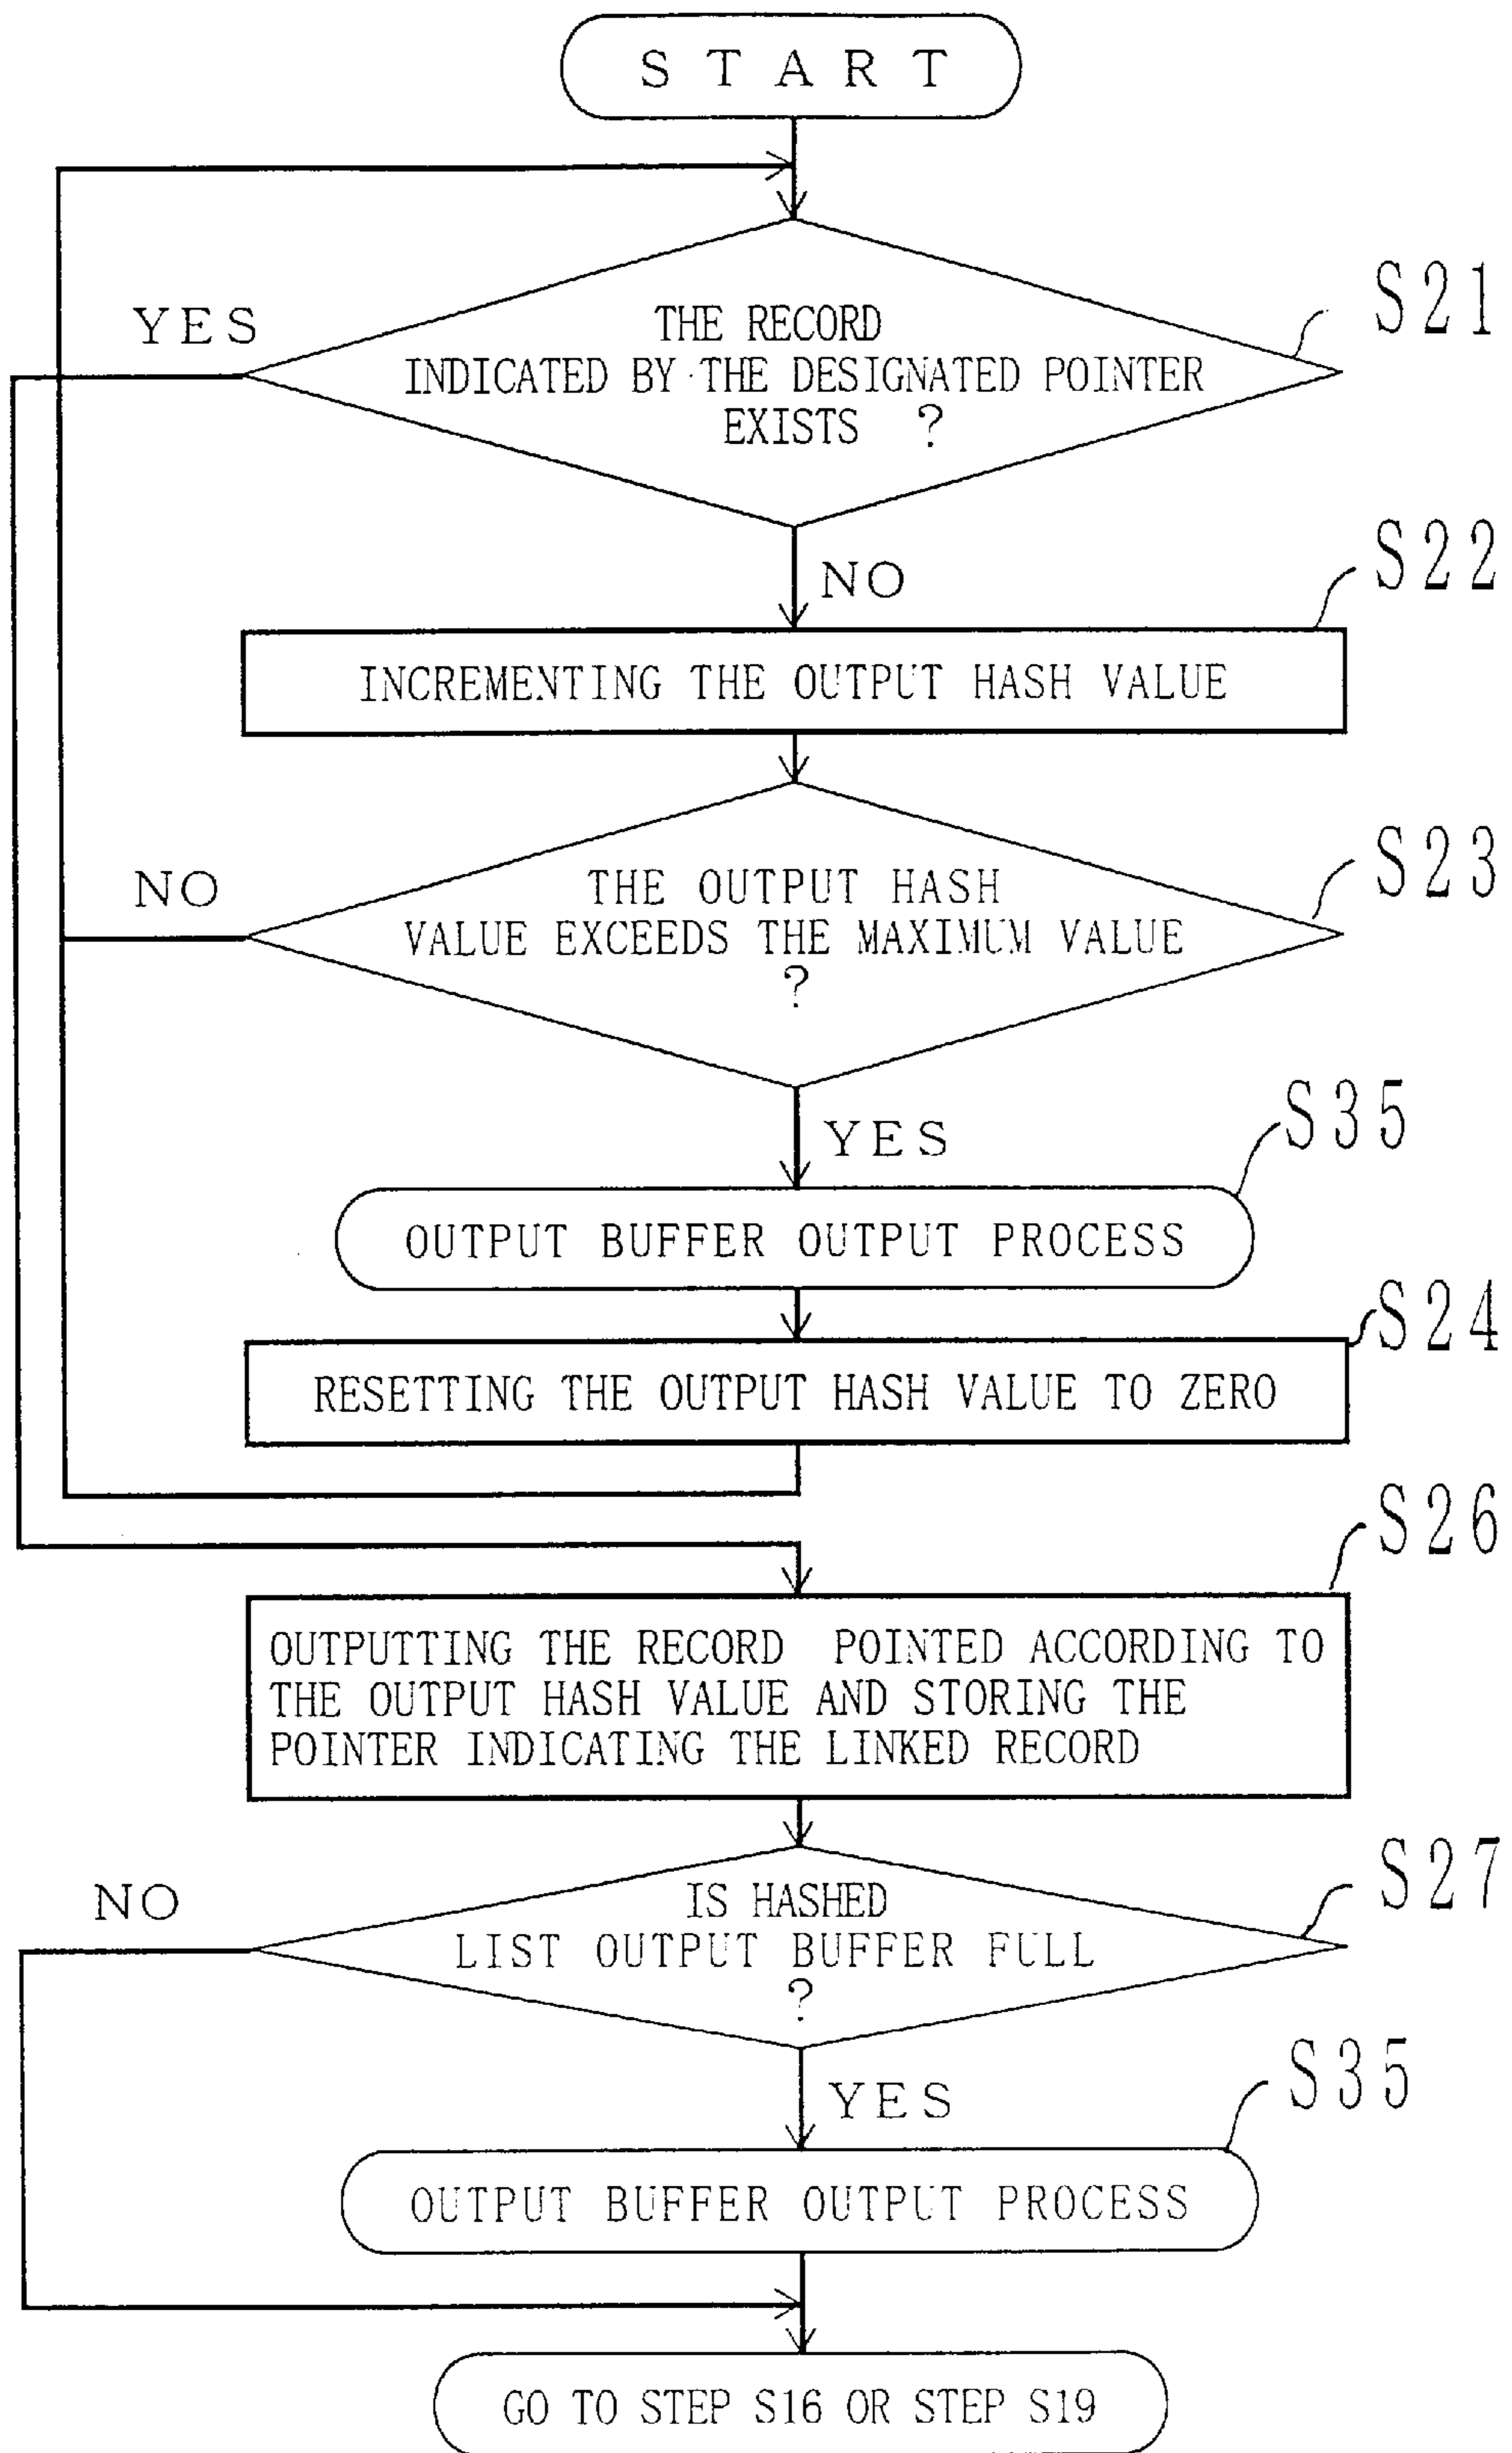 START
YES
S21
THE RECORD
INDICATED BY THE DESIGNATED POINTER
EXISTS ?
NO
S22
INCREMENTING THE OUTPUT HASH VALUE
NO
S23
THE OUTPUT HASH
VALUE EXCEEDS THE MAXIMUM VALUE
?
YES
S35
OUTPUT BUFFER OUTPUT PROCESS
S24
RESETTING THE OUTPUT HASH VALUE TO ZERO
S26
OUTPUTTING THE RECORD POINTED ACCORDING TO
THE OUTPUT HASH VALUE AND STORING THE
POINTER INDICATING THE LINKED RECORD
NO
S27
IS HASHED
LIST OUTPUT BUFFER FULL
?
YES
S35
OUTPUT BUFFER OUTPUT PROCESS
GO TO STEP S16 OR STEP S19